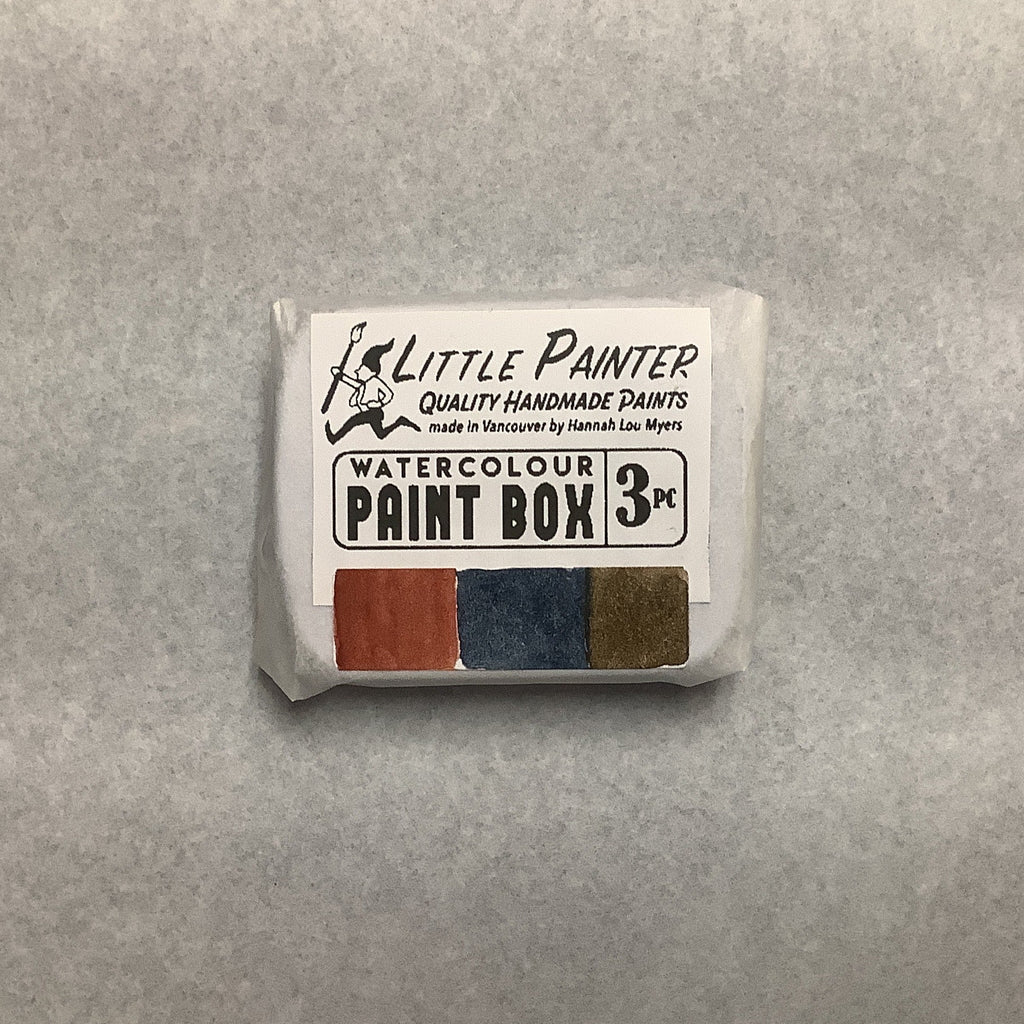 LITTLE PAINTER
QUALITY HANDMADE PAINTS
made in Vancouver by Hannah Lou Myers
WATERCOLOUR
PAINT BOX
3PC